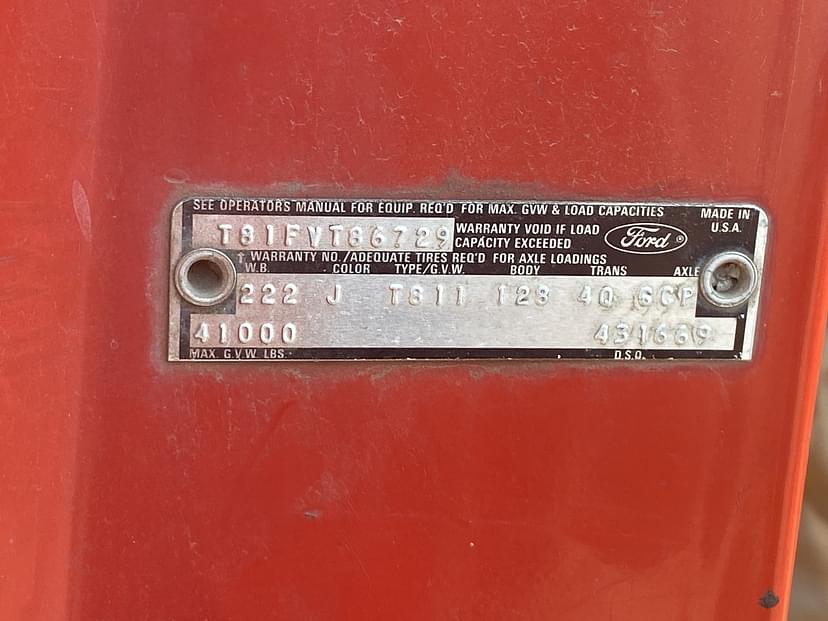 SEE OPERATORS MANUAL FOR EQUIP. REQ'D FOR MAX. GVW & LOAD CAPACITIES
MADE IN U.S.A.
T81FVT86729
WARRANTY VOID IF LOAD CAPACITY EXCEEDED
Ford ®
† WARRANTY NO./ADEQUATE TIRES REQ'D FOR AXLE LOADINGS
W.B. COLOR TYPE/G.V.W. BODY TRANS AXLE
222 J T811 128 4Q 6CP
41000 431669
MAX. G.V.W. LBS. D.S.O.